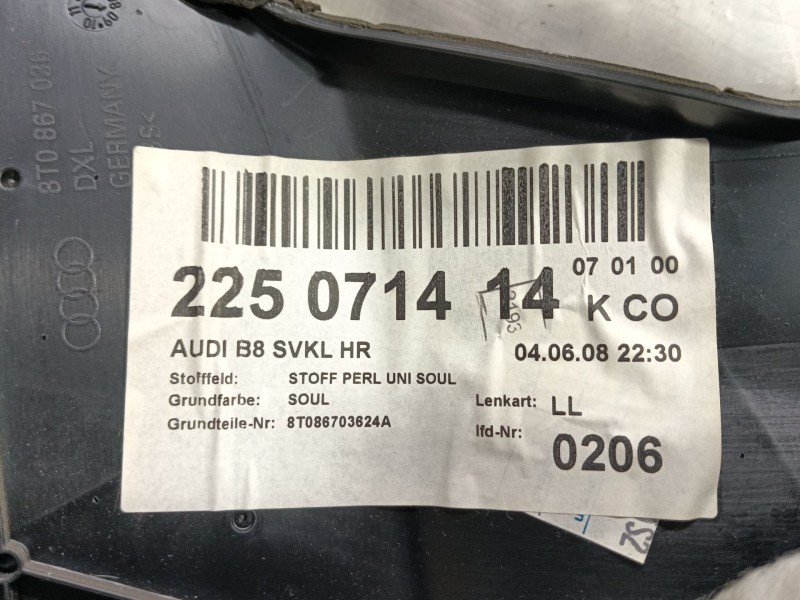 8T0 867 036
DXL
GERMANY
07 01 00
225 0714 14 K CO
2193
AUDI B8 SVKL HR
04.06.08 22:30
Stofffeld: STOFF PERL UNI SOUL
Grundfarbe: SOUL
Grundteile-Nr: 8T086703624A
Lenkart: LL
lfd-Nr: 0206